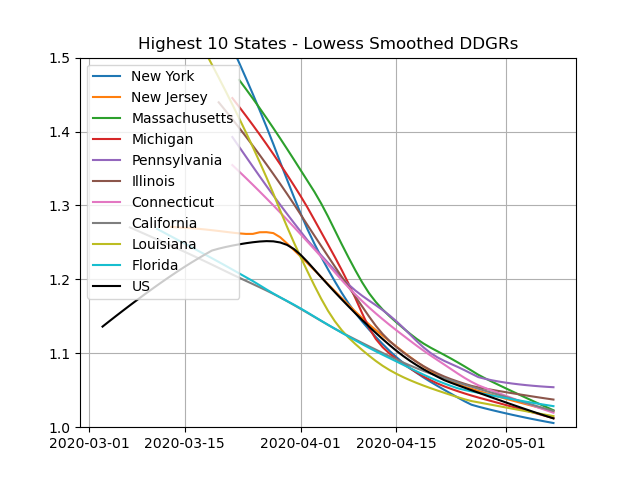 Highest 10 States - Lowess Smoothed DDGRs
1.5
1.4
1.3
1.2
1.1
1.0
New York
New Jersey
Massachusetts
Michigan
Pennsylvania
Illinois
Connecticut
California
Louisiana
Florida
US
2020-03-01 2020-03-15 2020-04-01 2020-04-15 2020-05-01